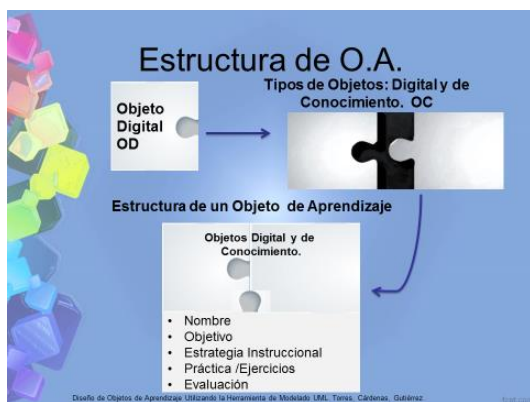 Estructura de O.A.
Objeto
Digital
OD
Tipos de Objetos: Digital y de
Conocimiento. OC
Estructura de un Objeto de Aprendizaje
Objetos Digital y de
Conocimiento.
• Nombre
• Objetivo
• Estrategia Instruccional
• Práctica /Ejercicios
• Evaluación
Diseño de Objetos de Aprendizaje Utilizando la Herramienta de Modelado UML. Torres, Cárdenas, Gutiérrez